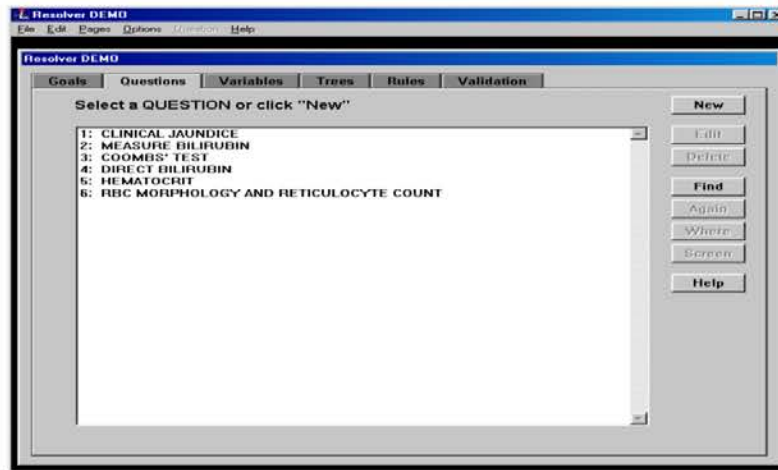 Resolver DEMO
File Edit Pages Options Question Help
Resolver DEMO
Goals Questions Variables Trees Rules Validation
Select a QUESTION or click "New"
New
1: CLINICAL JAUNDICE
2: MEASURE BILIRUBIN
3: COOMBS' TEST
4: DIRECT BILIRUBIN
5: HEMATOCRIT
6: RBC MORPHOLOGY AND RETICULOCYTE COUNT
Edit
Delete
Find
Again
Where
Screen
Help